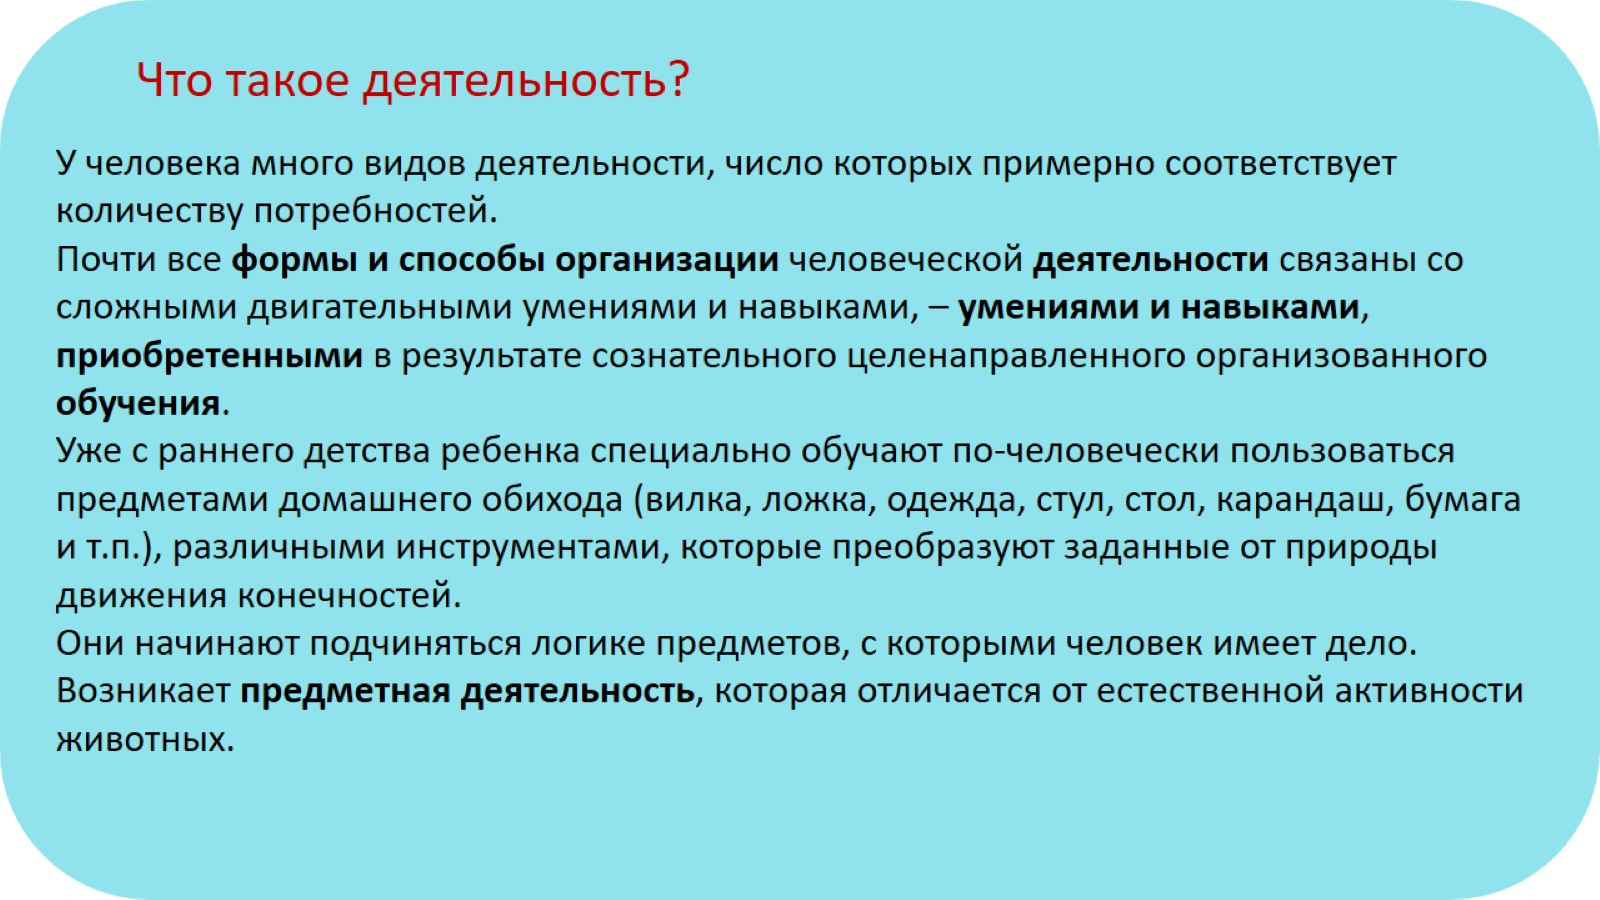 Что такое деятельность?
У человека много видов деятельности, число которых примерно соответствует
количеству потребностей.
Почти все формы и способы организации человеческой деятельности связаны со
сложными двигательными умениями и навыками, – умениями и навыками,
приобретенными в результате сознательного целенаправленного организованного
обучения.
Уже с раннего детства ребенка специально обучают по-человечески пользоваться
предметами домашнего обихода (вилка, ложка, одежда, стул, стол, карандаш, бумага
и т.п.), различными инструментами, которые преобразуют заданные от природы
движения конечностей.
Они начинают подчиняться логике предметов, с которыми человек имеет дело.
Возникает предметная деятельность, которая отличается от естественной активности
животных.